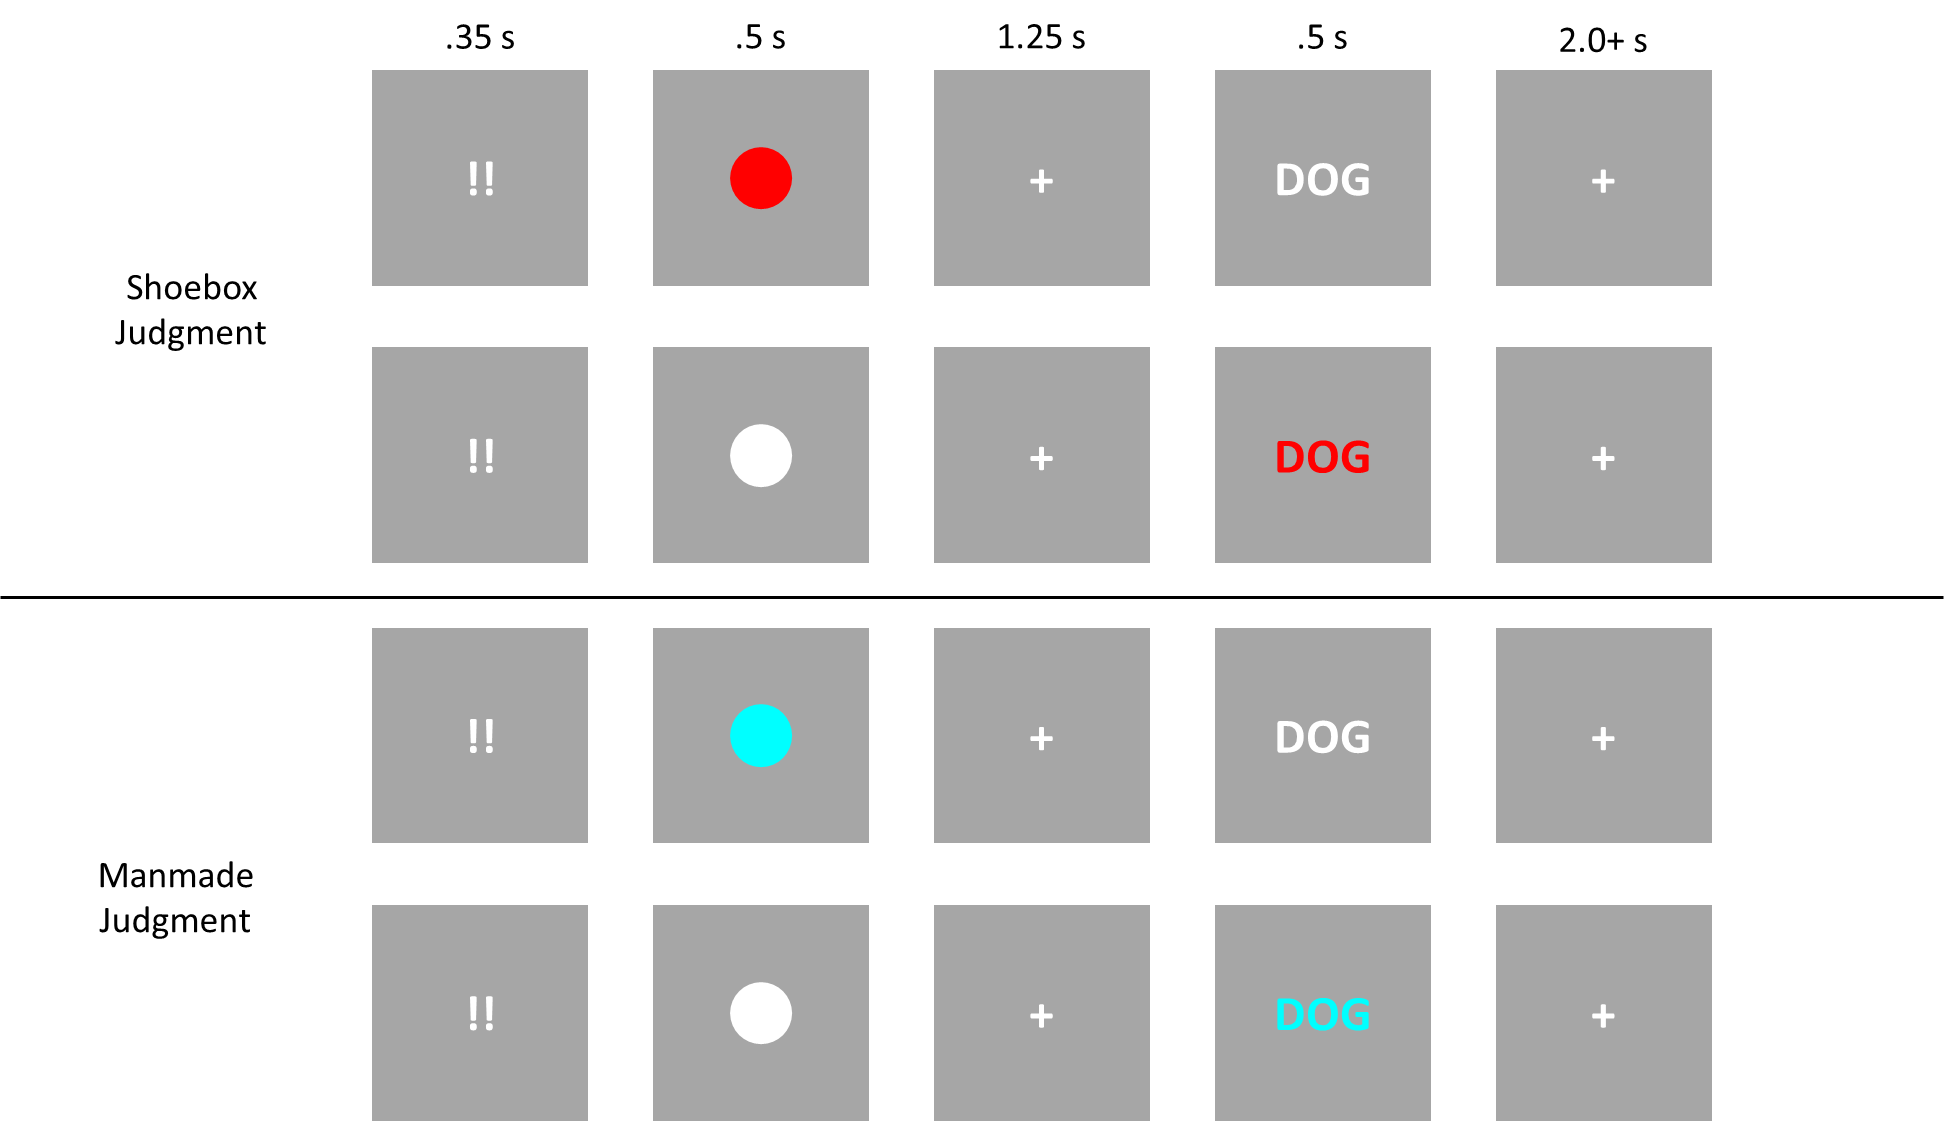 .35 s .5 s 1.25 s .5 s 2.0+ s
!! + DOG +
Shoebox
Judgment
!! + DOG +
!! + DOG +
Manmade
Judgment
!! + DOG +